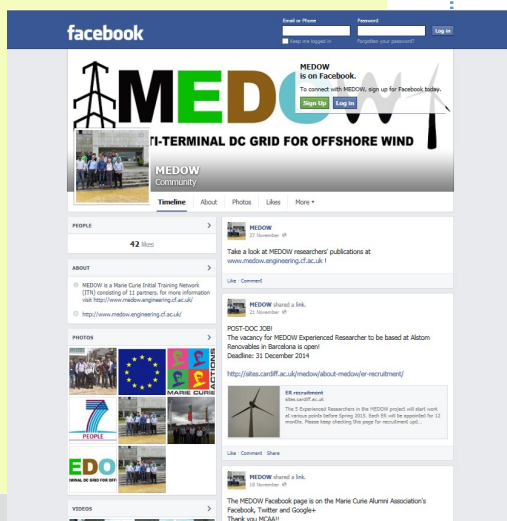 facebook
Email or Phone
Password
Log In
Keep me logged in
Forgotten your password?
MEDOW
MEDOW
is on Facebook.
To connect with MEDOW, sign up for Facebook today.
Sign Up
Log In
TI-TERMINAL DC GRID FOR OFFSHORE WIND
MEDOW
Community
Timeline
About
Photos
Likes
More
PEOPLE
42 likes
ABOUT
MEDOW is a Marie Curie Initial Training Network
(ITN) consisting of 11 partners. for more information
visit http://www.medow.engineering.cf.ac.uk/
http://www.medow.engineering.cf.ac.uk/
PHOTOS
MARIE CURIE
ACTIONS
7
PEOPLE
EDO
MINAL DC GRID FOR OFF
VIDEOS
MEDOW
27 November
Take a look at MEDOW researchers' publications at
www.medow.engineering.cf.ac.uk !
Like · Comment
MEDOW shared a link.
21 November
POST-DOC JOB!
The vacancy for MEDOW Experienced Researcher to be based at Alstom
Renovables in Barcelona is open!
Deadline: 31 December 2014
http://sites.cardiff.ac.uk/medow/about-medow/er-recruitment/
ER recruitment
sites.cardiff.ac.uk
The 5 Experienced Researchers in the MEDOW project will start work
at various points before Spring 2015. Each ER will be appointed for 12
months. Please keep checking this page for recruitment upd...
Like · Comment · Share
MEDOW shared a link.
18 November
The MEDOW Facebook page is on the Marie Curie Alumni Association's
Facebook, Twitter and Google+
Thank you MCAA!!